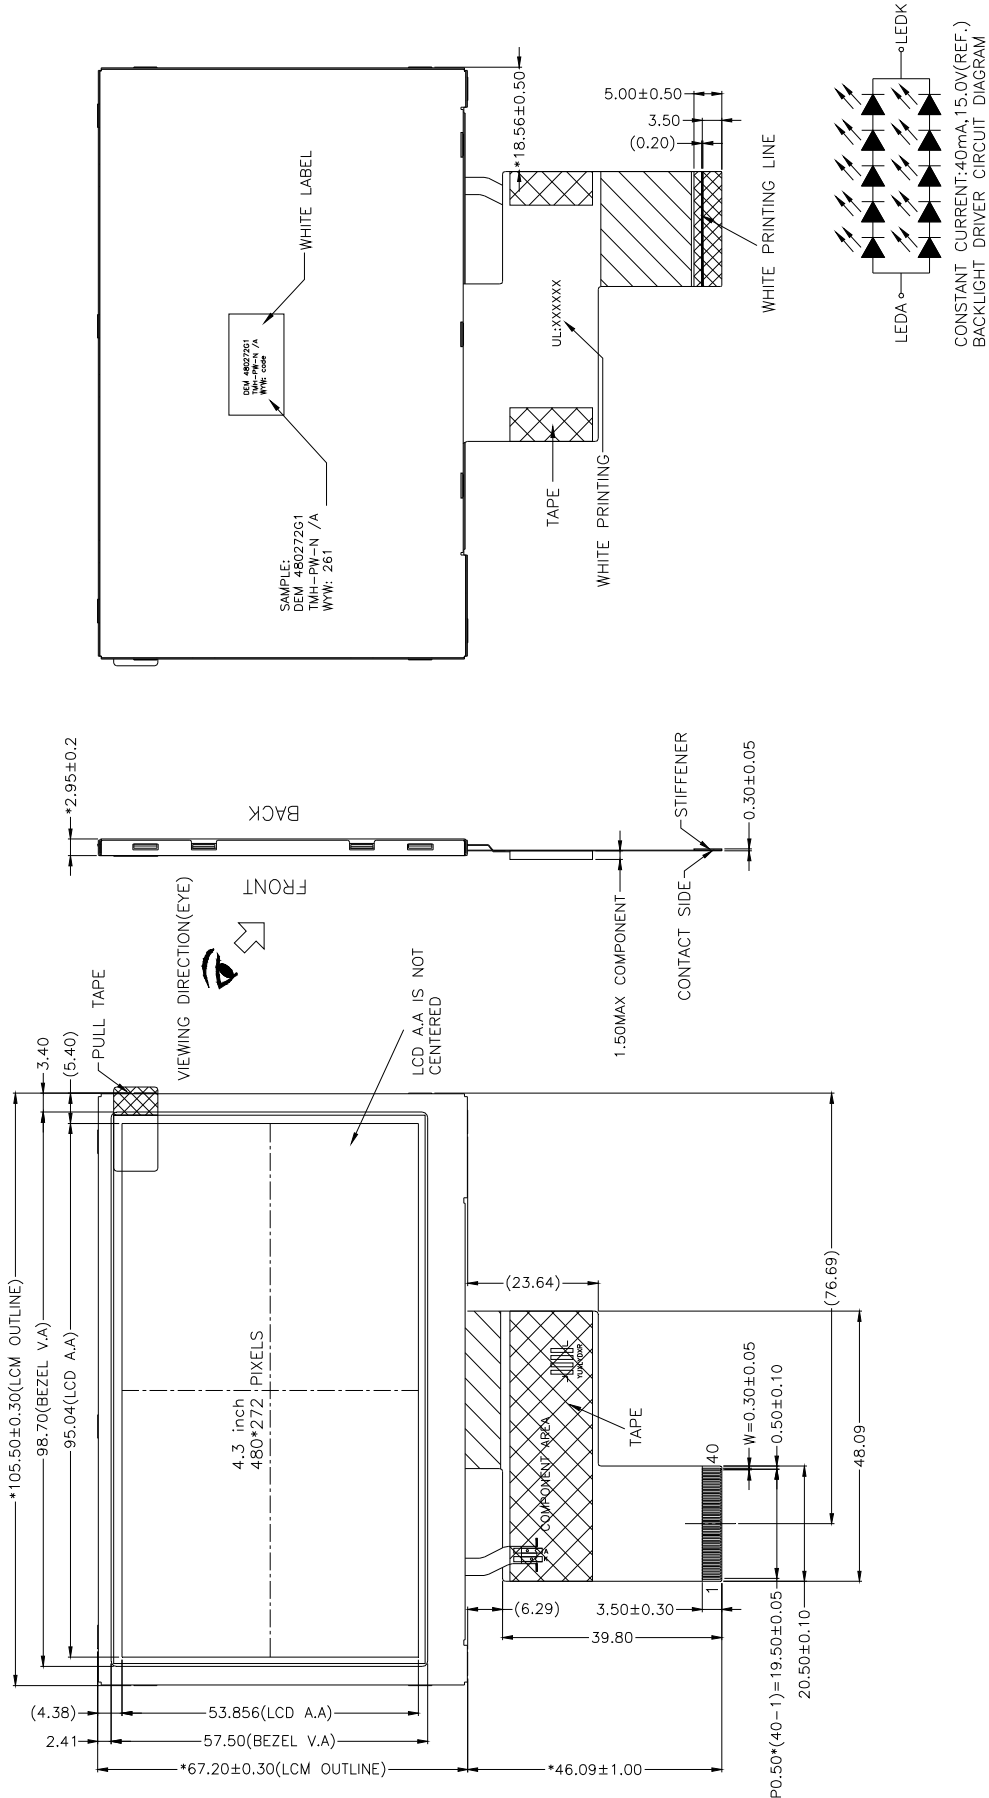 *105.50±0.30(LCM OUTLINE)
98.70(BEZEL V.A)
95.04(LCD A.A)
3.40
(5.40)
PULL TAPE
4.3 inch
480*272 PIXELS
LCD A.A IS NOT
CENTERED
(4.38)
2.41
53.856(LCD A.A)
57.50(BEZEL V.A)
*67.20±0.30(LCM OUTLINE)
*46.09±1.00
(6.29)
39.80
3.50±0.30
(23.64)
COMPONENT AREA
A
K
TAPE
1
40
W=0.30±0.05
0.50±0.10
P0.50*(40-1)=19.50±0.05
20.50±0.10
(76.69)
48.09
VIEWING DIRECTION(EYE)
FRONT
BACK
*2.95±0.2
1.50MAX COMPONENT
CONTACT SIDE
STIFFENER
0.30±0.05
DEM 480272G1
TMH-PW-N /A
WYW: code
WHITE LABEL
SAMPLE:
DEM 480272G1
TMH-PW-N /A
WYW: 261
*18.56±0.50
5.00±0.50
3.50
(0.20)
WHITE PRINTING LINE
UL:XXXXXX
TAPE
WHITE PRINTING
LEDA
LEDK
CONSTANT CURRENT:40mA,15.0V(REF.)
BACKLIGHT DRIVER CIRCUIT DIAGRAM